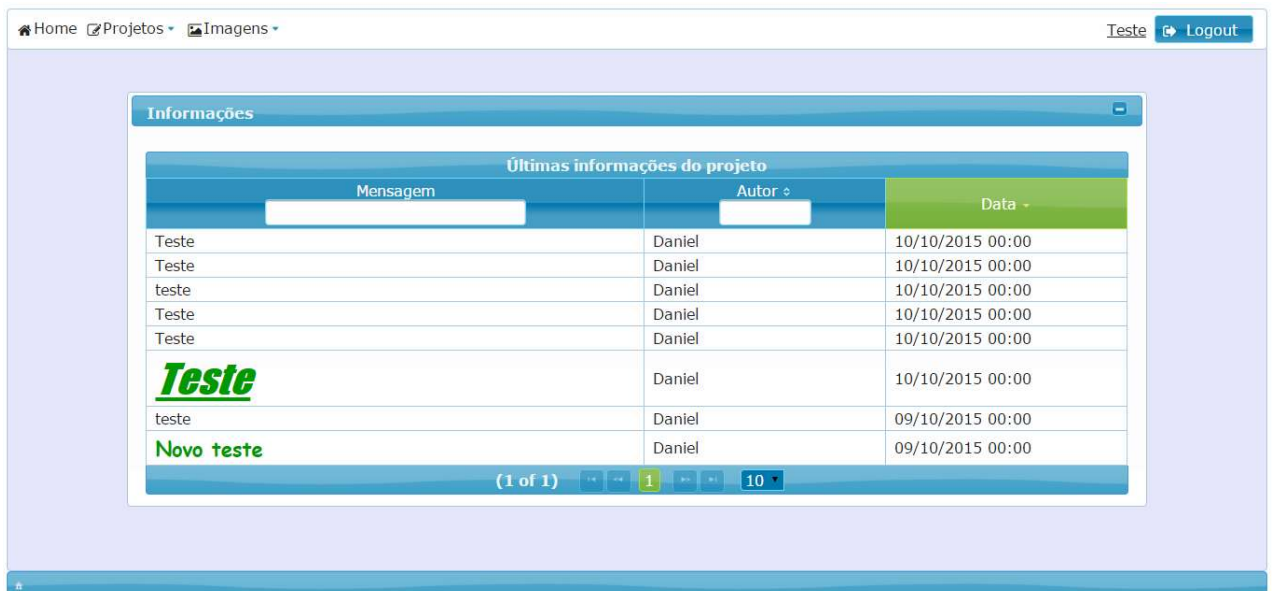 Home Projetos Imagens Teste Logout
Informações
Últimas informações do projeto
Mensagem Autor Data
Teste Daniel 10/10/2015 00:00
Teste Daniel 10/10/2015 00:00
teste Daniel 10/10/2015 00:00
Teste Daniel 10/10/2015 00:00
Teste Daniel 10/10/2015 00:00
Teste Daniel 10/10/2015 00:00
teste Daniel 09/10/2015 00:00
Novo teste Daniel 09/10/2015 00:00
(1 of 1) 1 10